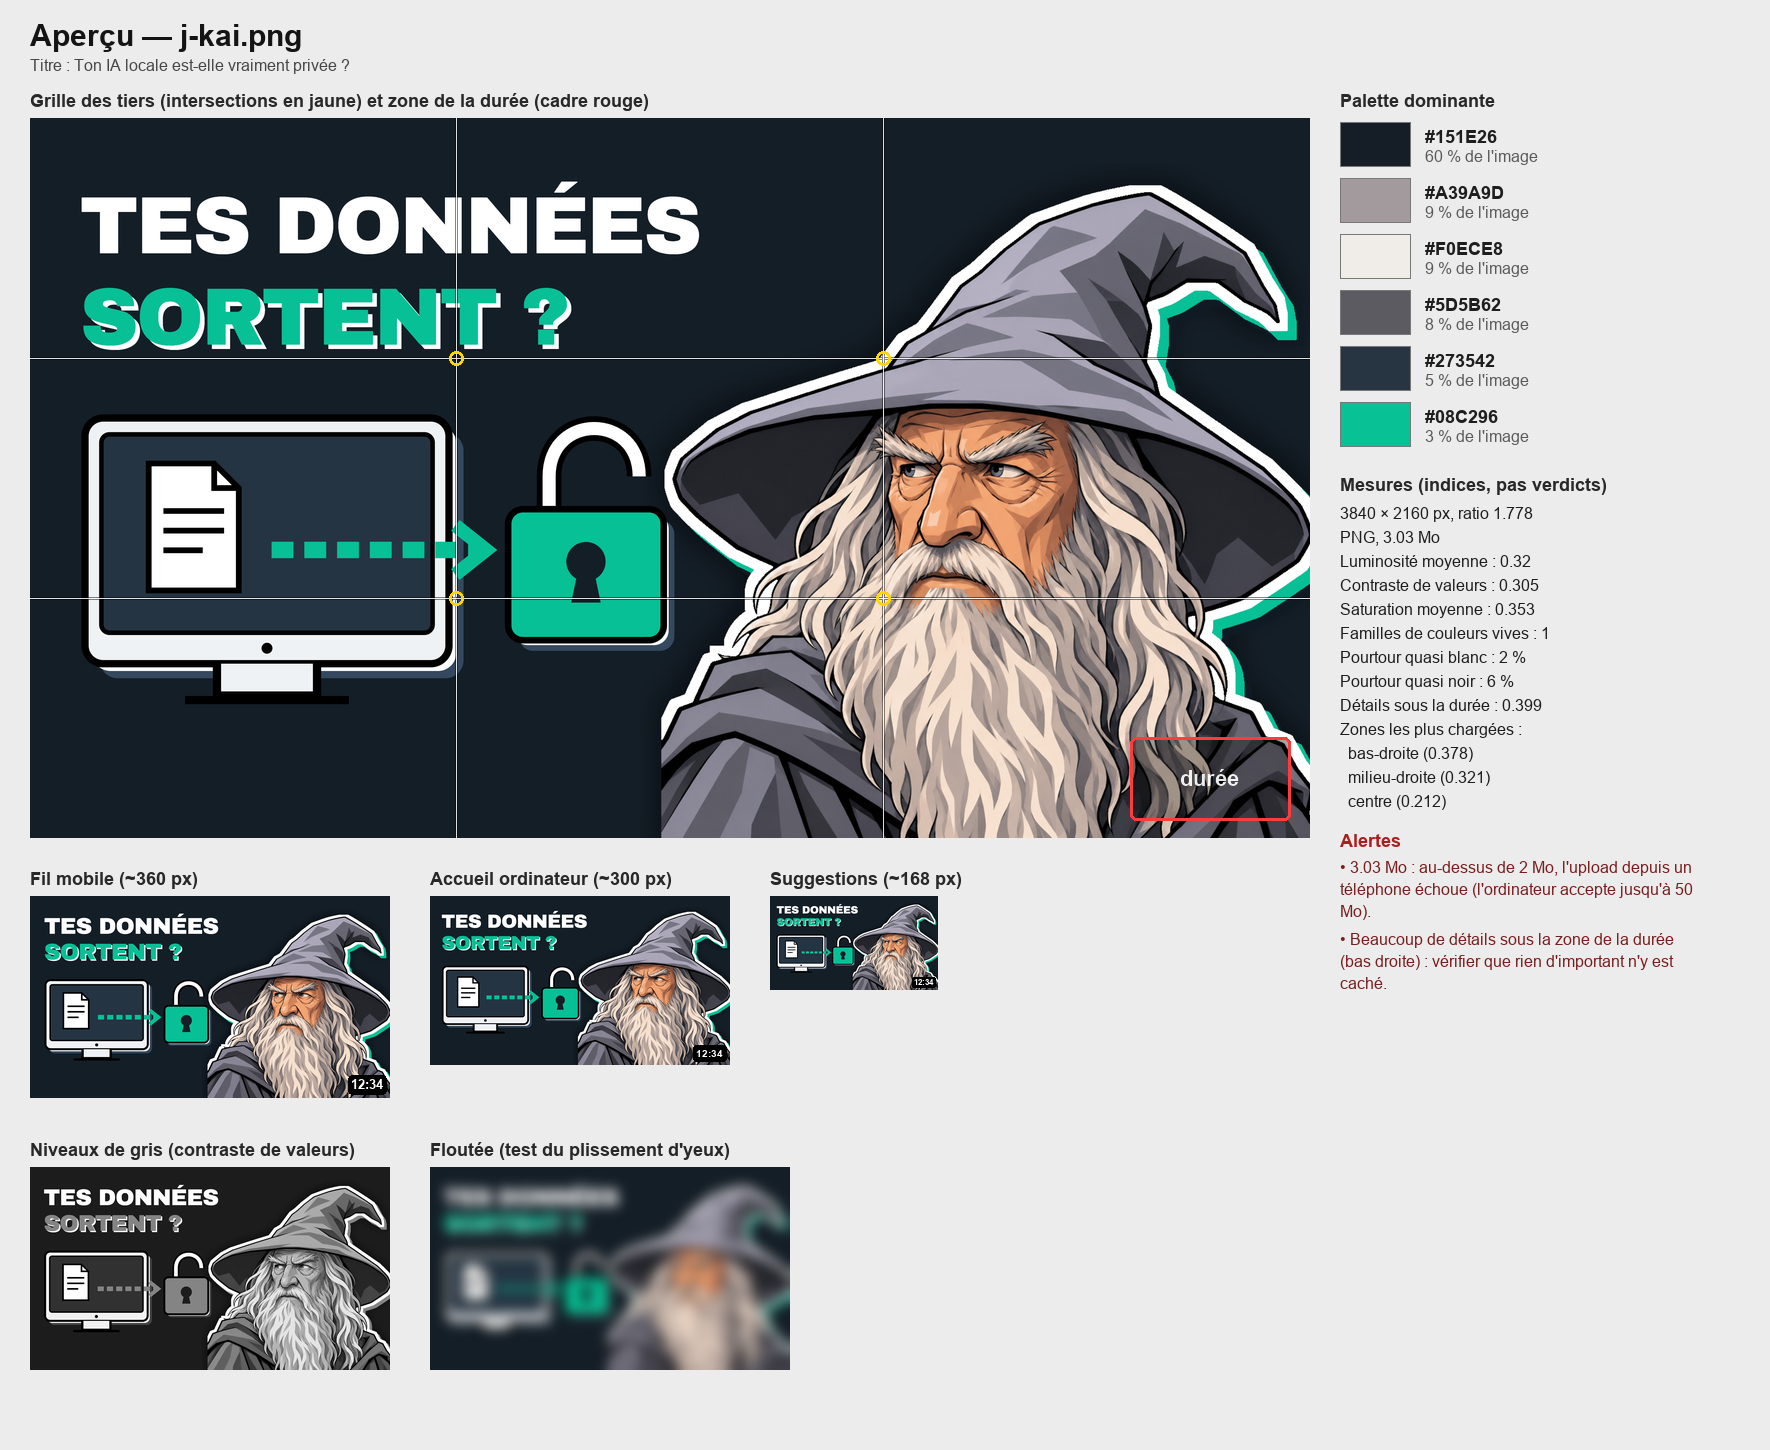 Aperçu — j-kai.png
Titre : Ton IA locale est-elle vraiment privée ?
Grille des tiers (intersections en jaune) et zone de la durée (cadre rouge)
TES DONNÉES
SORTENT ?
durée
Palette dominante
#151E26
60 % de l'image
#A39A9D
9 % de l'image
#F0ECE8
9 % de l'image
#5D5B62
8 % de l'image
#273542
5 % de l'image
#08C296
3 % de l'image
Mesures (indices, pas verdicts)
3840 × 2160 px, ratio 1.778
PNG, 3.03 Mo
Luminosité moyenne : 0.32
Contraste de valeurs : 0.305
Saturation moyenne : 0.353
Familles de couleurs vives : 1
Pourtour quasi blanc : 2 %
Pourtour quasi noir : 6 %
Détails sous la durée : 0.399
Zones les plus chargées :
bas-droite (0.378)
milieu-droite (0.321)
centre (0.212)
Alertes
• 3.03 Mo : au-dessus de 2 Mo, l'upload depuis un
téléphone échoue (l'ordinateur accepte jusqu'à 50
Mo).
• Beaucoup de détails sous la zone de la durée
(bas droite) : vérifier que rien d'important n'y est
caché.
Fil mobile (~360 px)
TES DONNÉES
SORTENT ?
12:34
Accueil ordinateur (~300 px)
TES DONNÉES
SORTENT ?
12:34
Suggestions (~168 px)
TES DONNÉES
SORTENT ?
12:34
Niveaux de gris (contraste de valeurs)
TES DONNÉES
SORTENT ?
Floutée (test du plissement d'yeux)
TES DONNÉES
SORTENT ?